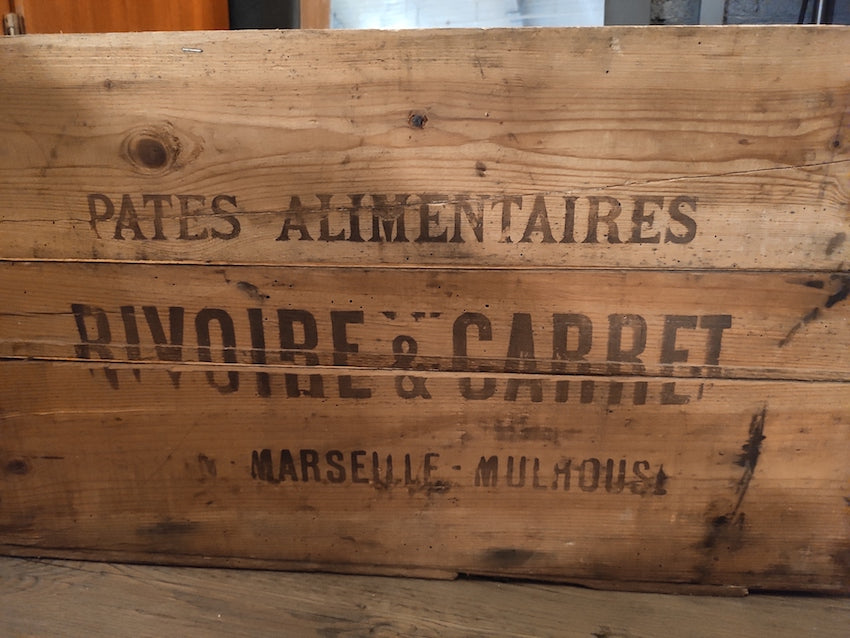 PATES ALIMENTAIRES
RIVOIRE & CARRET
MARSEILLE - MULHOUSE